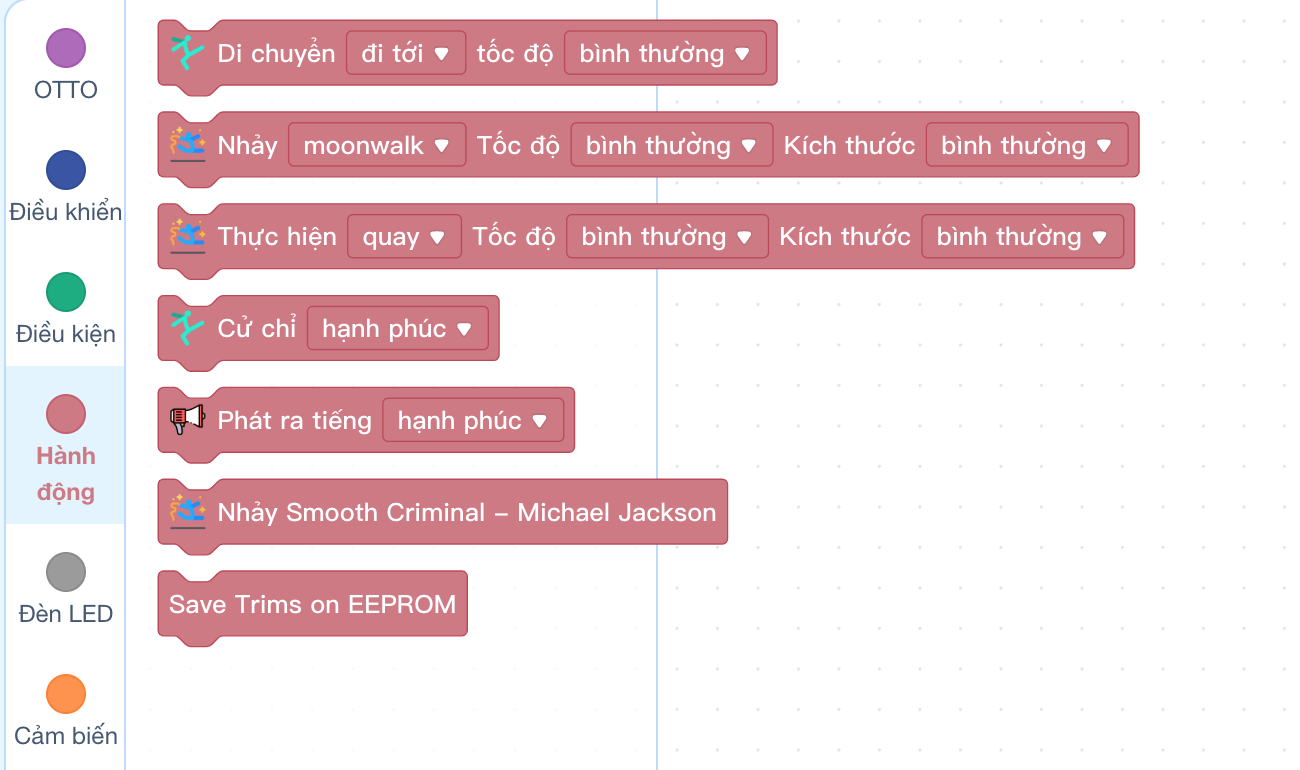 OTTO
Điều khiển
Điều kiện
Hành
động
Đèn LED
Cảm biến
Di chuyển đi tới tốc độ bình thường
Nhảy moonwalk Tốc độ bình thường Kích thước bình thường
Thực hiện quay Tốc độ bình thường Kích thước bình thường
Cử chỉ hạnh phúc
Phát ra tiếng hạnh phúc
Nhảy Smooth Criminal – Michael Jackson
Save Trims on EEPROM